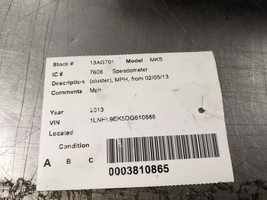 Stock # 13AG761 Model MKS
IC # 7608 Speedometer
Description (cluster), MPH, from 02/05/13
Comments Mph
Year 2013
VIN 1LNHL9EK5DG610686
Located
Condition
A B C
0003810865